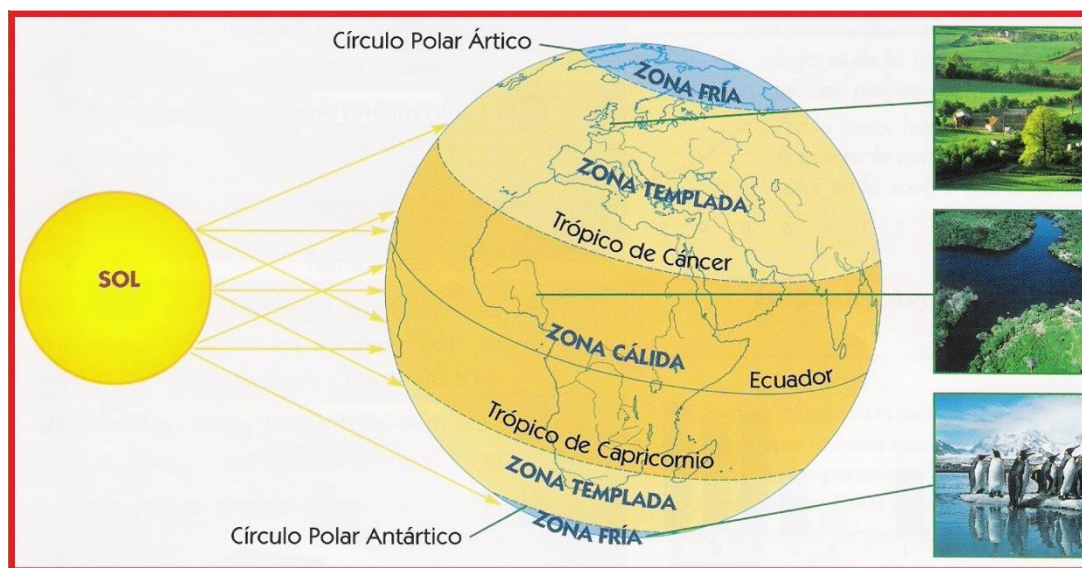 Círculo Polar Ártico
ZONA FRÍA
ZONA TEMPLADA
Trópico de Cáncer
SOL
ZONA CÁLIDA
Ecuador
Trópico de Capricornio
ZONA TEMPLADA
Círculo Polar Antártico
ZONA FRÍA